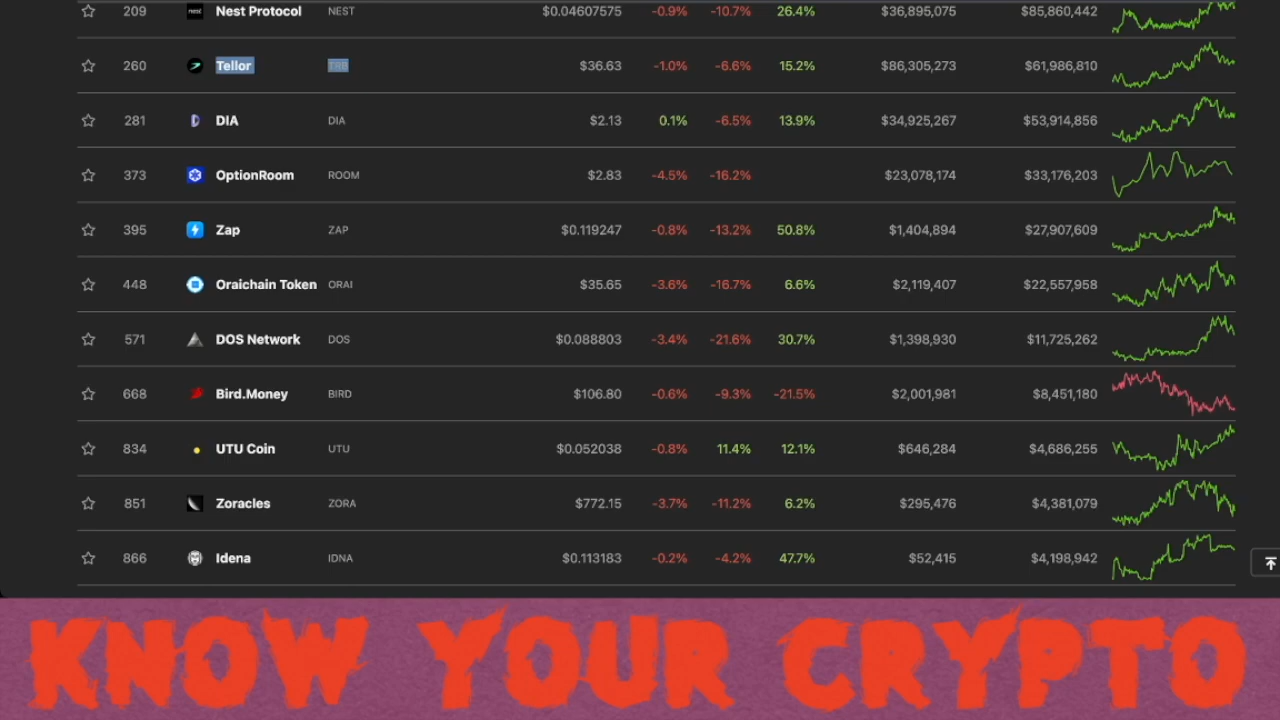 209 Nest Protocol NEST $0.04607575 -0.9% -10.7% 26.4% $36,895,075 $85,860,442
260 Tellor TRB $36.63 -1.0% -6.6% 15.2% $86,305,273 $61,986,810
281 DIA DIA $2.13 0.1% -6.5% 13.9% $34,925,267 $53,914,856
373 OptionRoom ROOM $2.83 -4.5% -16.2% $23,078,174 $33,176,203
395 Zap ZAP $0.119247 -0.8% -13.2% 50.8% $1,404,894 $27,907,609
448 Oraichain Token ORAI $35.65 -3.6% -16.7% 6.6% $2,119,407 $22,557,958
571 DOS Network DOS $0.088803 -3.4% -21.6% 30.7% $1,398,930 $11,725,262
668 Bird.Money BIRD $106.80 -0.6% -9.3% -21.5% $2,001,981 $8,451,180
834 UTU Coin UTU $0.052038 -0.8% 11.4% 12.1% $646,284 $4,686,255
851 Zoracles ZORA $772.15 -3.7% -11.2% 6.2% $295,476 $4,381,079
866 Idena IDNA $0.113183 -0.2% -4.2% 47.7% $52,415 $4,198,942
KNOW YOUR CRYPTO